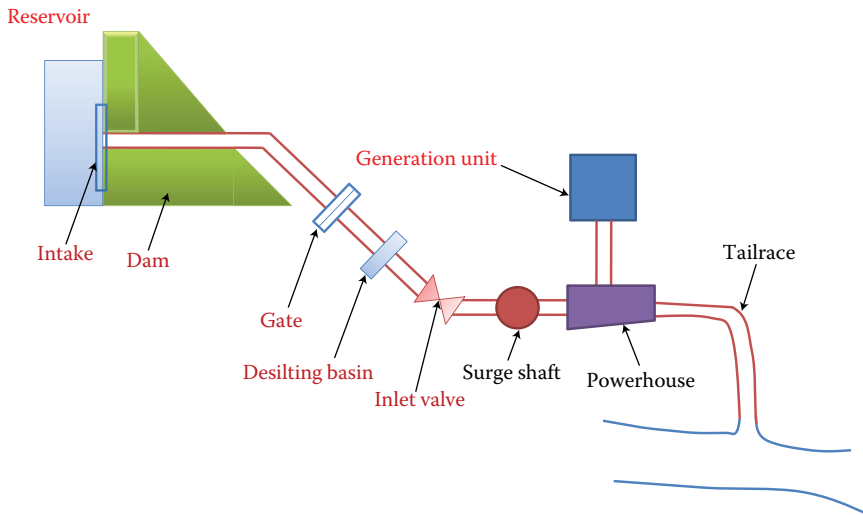 Reservoir
Generation unit
Intake
Dam
Tailrace
Gate
Desilting basin
Surge shaft
Powerhouse
Inlet valve